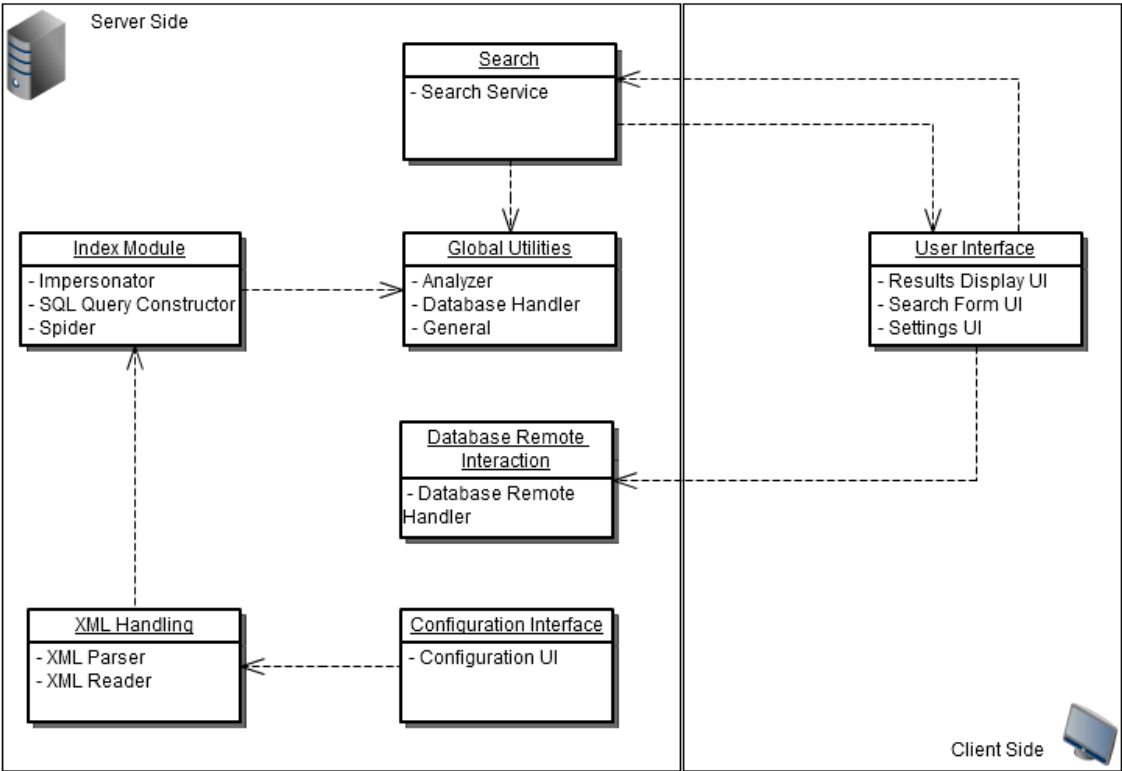 Server Side
Search
- Search Service
Index Module
- Impersonator
- SQL Query Constructor
- Spider
Global Utilities
- Analyzer
- Database Handler
- General
User Interface
- Results Display UI
- Search Form UI
- Settings UI
Database Remote
Interaction
- Database Remote
Handler
XML Handling
- XML Parser
- XML Reader
Configuration Interface
- Configuration UI
Client Side